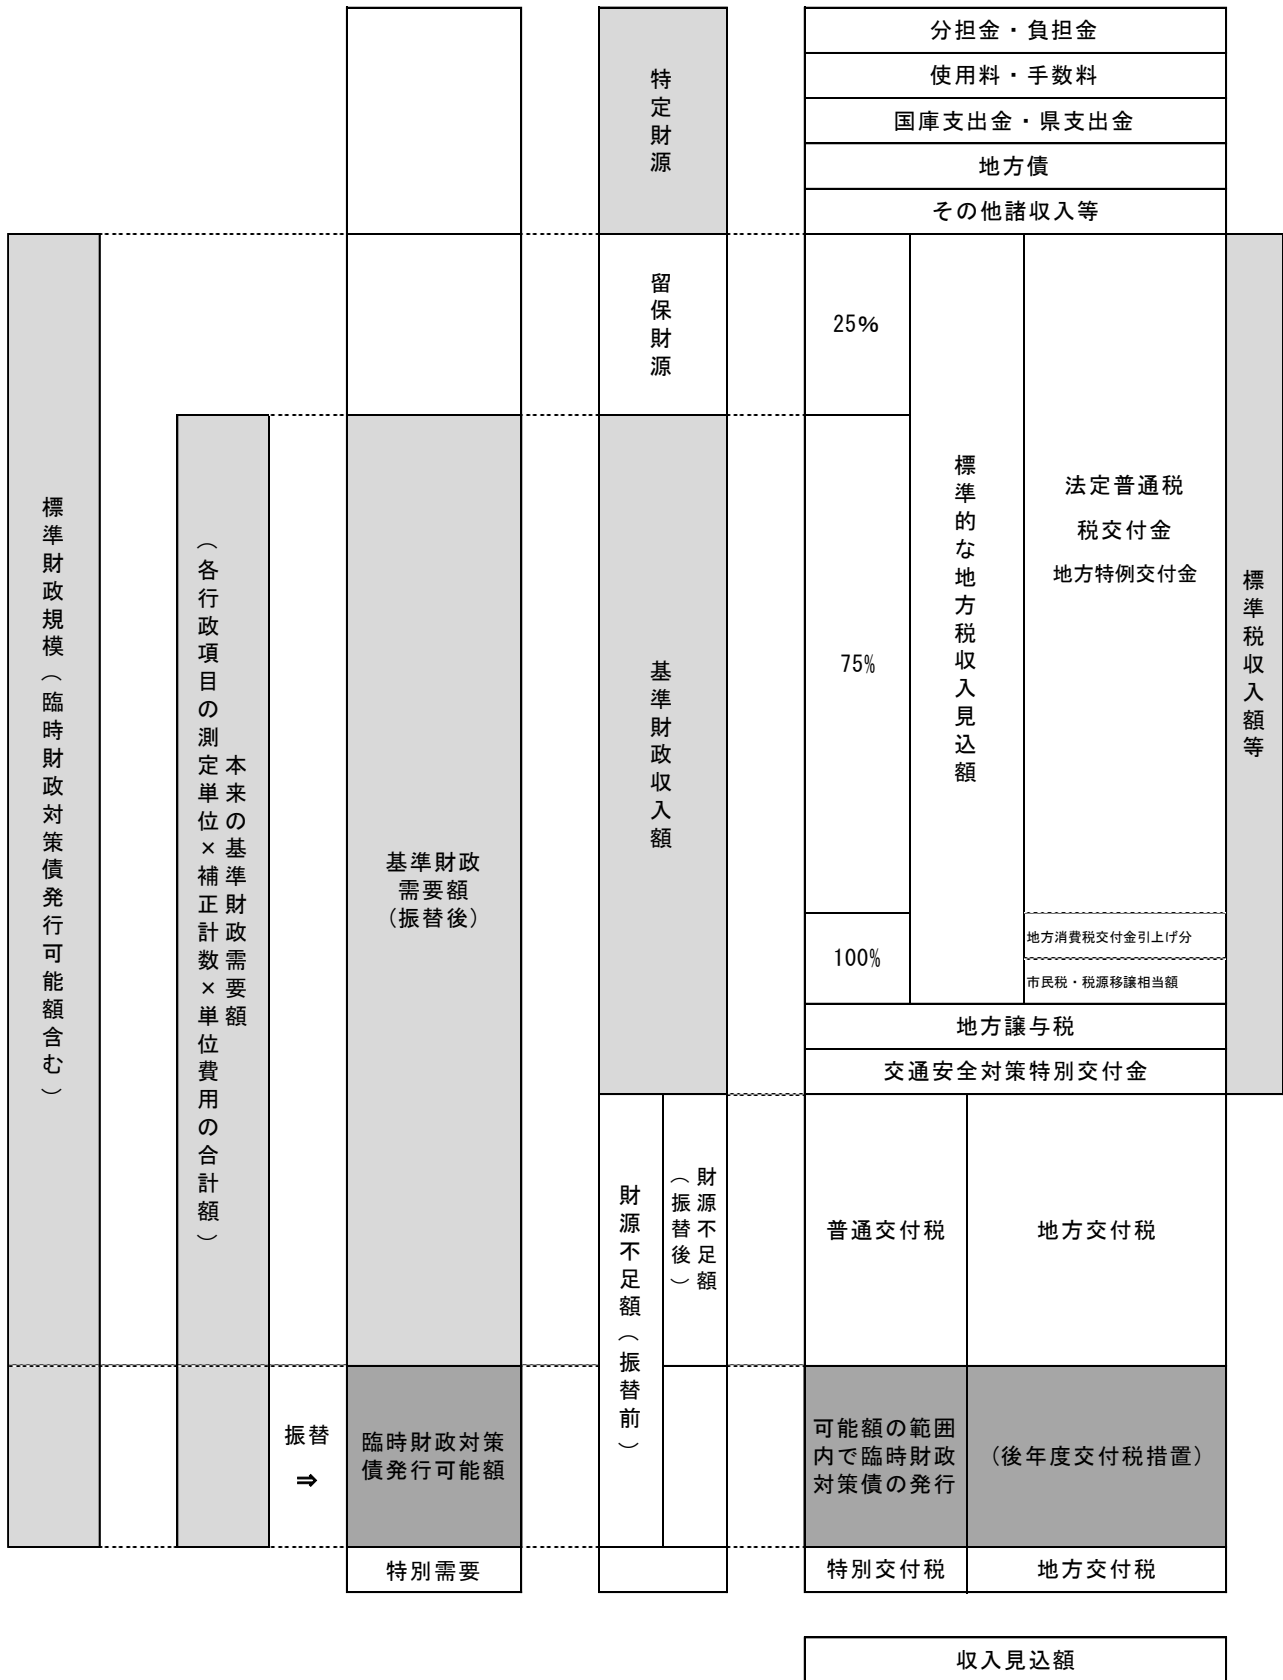 分担金・負担金
使用料・手数料
国庫支出金・県支出金
地方債
その他諸収入等
特定財源
留保財源
25%
75%
100%
標準的な地方税収入見込額
法定普通税
税交付金
地方特例交付金
標準税収入額等
標準財政規模（臨時財政対策債発行可能額含む）
本来の基準財政需要額
（各行政項目の測定単位×補正計数×単位費用の合計額）
基準財政
需要額
（振替後）
基準財政収入額
地方消費税交付金引上げ分
市民税・税源移譲相当額
地方譲与税
交通安全対策特別交付金
財源不足額（振替前）
財源不足額
（振替後）
普通交付税
地方交付税
振替
⇒
臨時財政対策
債発行可能額
可能額の範囲
内で臨時財政
対策債の発行
（後年度交付税措置）
特別需要
特別交付税
地方交付税
収入見込額